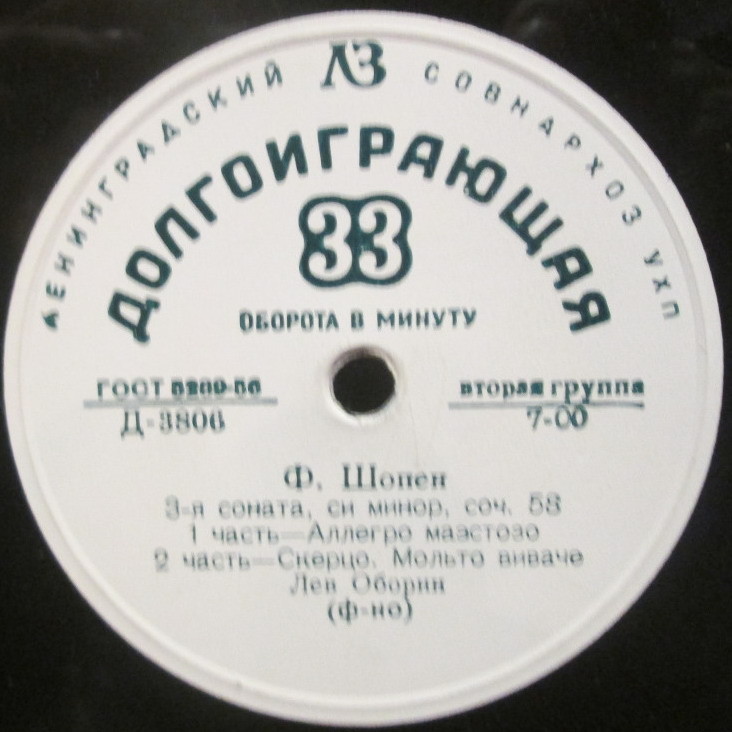 ЛЕНИНГРАДСКИЙ ЛЗ СОВНАРХОЗ УХП
ДОЛГОИГРАЮЩАЯ
33
ОБОРОТА В МИНУТУ
ГОСТ 5289-56
вторая группа
Д-3806
7-00
Ф. Шопен
3-я соната, си минор, соч. 58
1 часть—Аллегро маэстозо
2 часть—Скерцо. Мольто виваче
Лев Оборин
(ф-но)